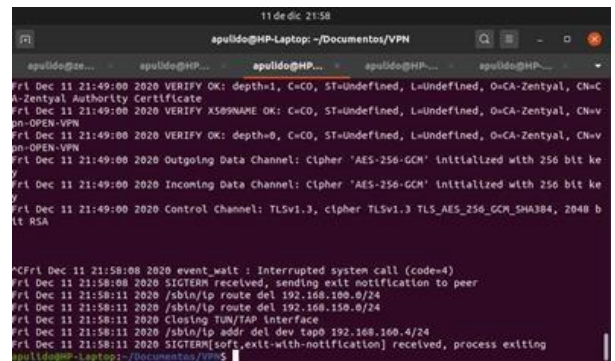 11 de dic 21:58
apulido@HP-Laptop: ~/Documentos/VPN
apulido@ze... apulido@HP... apulido@HP... apulido@HP-... apulido@HP-...
Fri Dec 11 21:49:00 2020 VERIFY OK: depth=1, C=CO, ST=Undefined, L=Undefined, O=CA-Zentyal, CN=C
A-Zentyal Authority Certificate
Fri Dec 11 21:49:00 2020 VERIFY X509NAME OK: C=CO, ST=Undefined, L=Undefined, O=CA-Zentyal, CN=v
pn-OPEN-VPN
Fri Dec 11 21:49:00 2020 VERIFY OK: depth=0, C=CO, ST=Undefined, L=Undefined, O=CA-Zentyal, CN=v
pn-OPEN-VPN
Fri Dec 11 21:49:00 2020 Outgoing Data Channel: Cipher 'AES-256-GCM' initialized with 256 bit ke
y
Fri Dec 11 21:49:00 2020 Incoming Data Channel: Cipher 'AES-256-GCM' initialized with 256 bit ke
y
Fri Dec 11 21:49:00 2020 Control Channel: TLSv1.3, cipher TLSv1.3 TLS_AES_256_GCM_SHA384, 2048 b
it RSA
^CFri Dec 11 21:58:08 2020 event_wait : Interrupted system call (code=4)
Fri Dec 11 21:58:08 2020 SIGTERM received, sending exit notification to peer
Fri Dec 11 21:58:11 2020 /sbin/ip route del 192.168.100.0/24
Fri Dec 11 21:58:11 2020 /sbin/ip route del 192.168.150.0/24
Fri Dec 11 21:58:11 2020 Closing TUN/TAP interface
Fri Dec 11 21:58:11 2020 /sbin/ip addr del dev tap0 192.168.160.4/24
Fri Dec 11 21:58:11 2020 SIGTERM[soft,exit-with-notification] received, process exiting
apulido@HP-Laptop:~/Documentos/VPN$